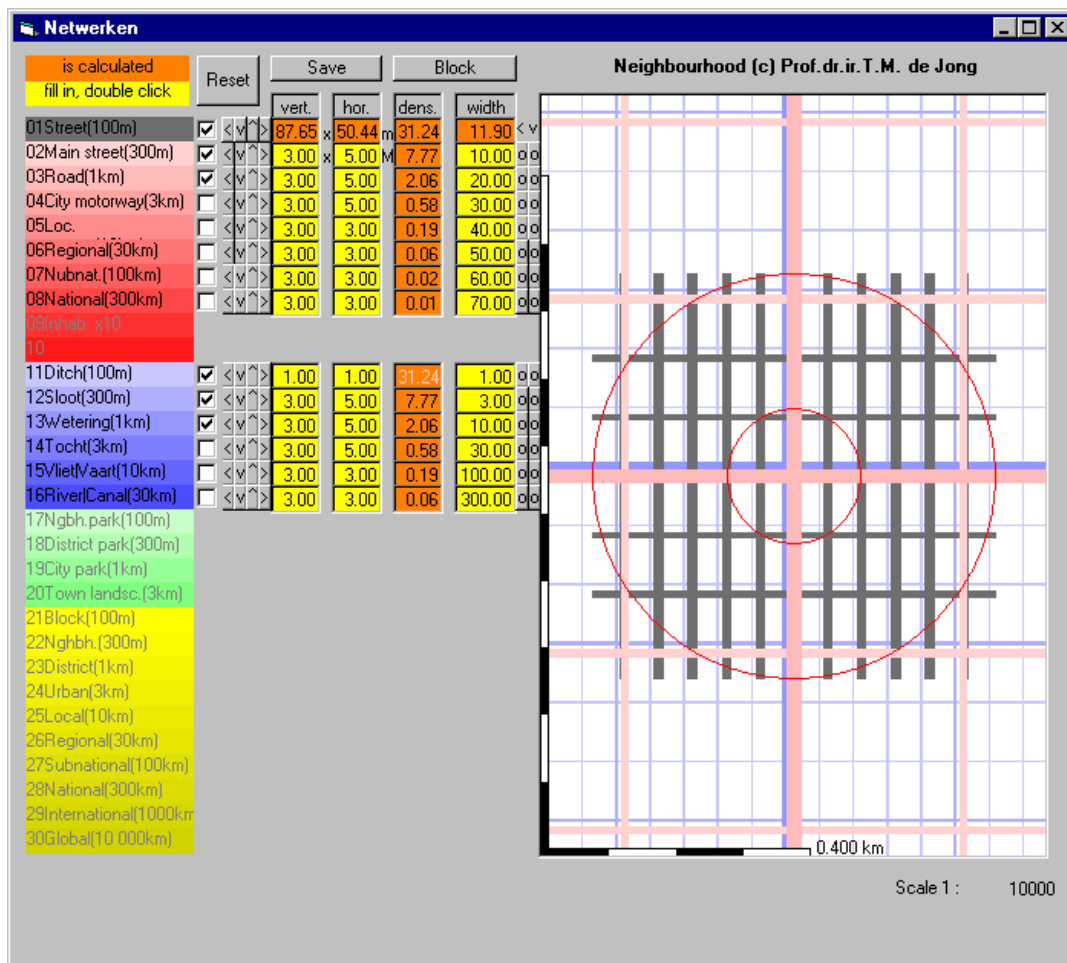 Netwerken
is calculated
fill in, double click
Reset
Save
Block
Neighbourhood (c) Prof.dr.ir.T.M. de Jong
vert. hor. dens. width
01Street(100m) < v ^ > 87.65 x 50.44 m 31.24 11.90 < v
02Main street(300m) < v ^ > 3.00 x 5.00 M 7.77 10.00 o o
03Road(1km) < v ^ > 3.00 5.00 2.06 20.00 o o
04City motorway(3km) < v ^ > 3.00 5.00 0.58 30.00 o o
05Loc. < v ^ > 3.00 3.00 0.19 40.00 o o
06Regional(30km) < v ^ > 3.00 3.00 0.06 50.00 o o
07Nubnat.(100km) < v ^ > 3.00 3.00 0.02 60.00 o o
08National(300km) < v ^ > 3.00 3.00 0.01 70.00 o o
09Inhab. x10
10
11Ditch(100m) < v ^ > 1.00 1.00 31.24 1.00 o o
12Sloot(300m) < v ^ > 3.00 5.00 7.77 3.00 o o
13Wetering(1km) < v ^ > 3.00 5.00 2.06 10.00 o o
14Tocht(3km) < v ^ > 3.00 5.00 0.58 30.00 o o
15Vliet|Vaart(10km) < v ^ > 3.00 3.00 0.19 100.00 o o
16River|Canal(30km) < v ^ > 3.00 3.00 0.06 300.00 o o
17Ngbh.park(100m)
18District park(300m)
19City park(1km)
20Town landsc.(3km)
21Block(100m)
22Nghbh.(300m)
23District(1km)
24Urban(3km)
25Local(10km)
26Regional(30km)
27Subnational(100km)
28National(300km)
29International(1000km
30Global(10 000km)
0.400 km
Scale 1 : 10000